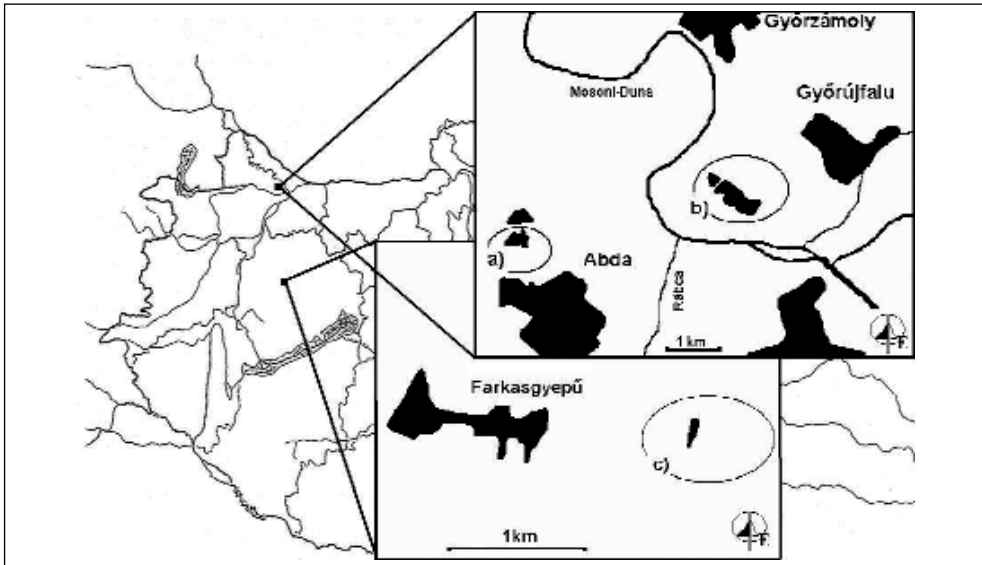 Győrzámoly
Mosoni-Duna
Győrújfalu
b)
a)
Abda
Rábca
1 km
Farkasgyepű
c)
1km